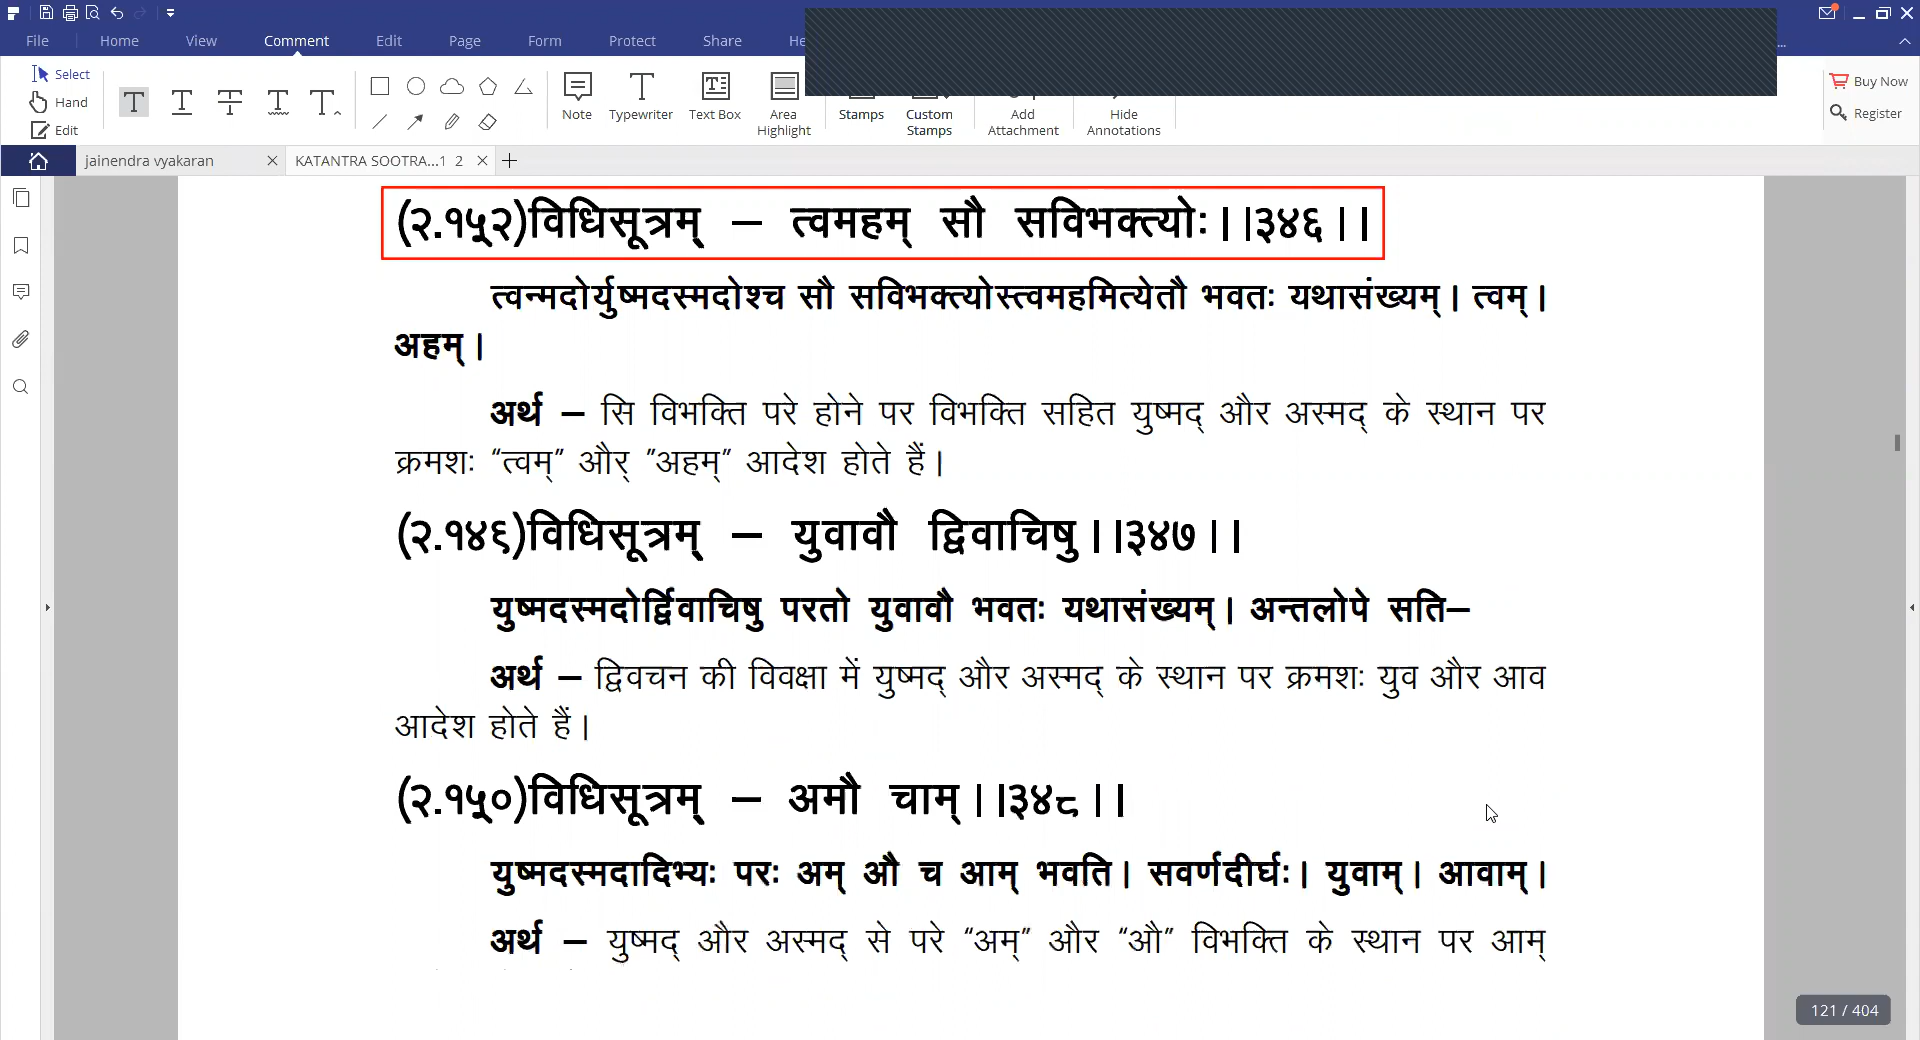 File Home View Comment Edit Page Form Protect Share He
Select
Hand
Edit
Note Typewriter Text Box Area Highlight Stamps Custom Stamps Add Attachment Hide Annotations
Buy Now
Register
jainendra vyakaran KATANTRA SOOTRA...1 2
(२.१५२)विधिसूत्रम् – त्वमहम् सौ सविभक्त्योः।।३४६।।
त्वन्मदोर्युष्मदस्मदोश्च सौ सविभक्त्योस्त्वमहमित्येतौ भवतः यथासंख्यम्। त्वम्।
अहम्।
अर्थ – सि विभक्ति परे होने पर विभक्ति सहित युष्मद् और अस्मद् के स्थान पर
क्रमशः “त्वम्” और् ”अहम्” आदेश होते हैं।
(२.१४९)विधिसूत्रम् – युवावौ द्विवाचिषु।।३४७।।
युष्मदस्मदोर्द्विवाचिषु परतो युवावौ भवतः यथासंख्यम्। अन्तलोपे सति–
अर्थ – द्विवचन की विवक्षा में युष्मद् और अस्मद् के स्थान पर क्रमशः युव और आव
आदेश होते हैं।
(२.१५०)विधिसूत्रम् – अमौ चाम्।।३४८।।
युष्मदस्मदादिभ्यः परः अम् औ च आम् भवति। सवर्णदीर्घः। युवाम्। आवाम्।
अर्थ – युष्मद् और अस्मद् से परे “अम्” और “औ” विभक्ति के स्थान पर आम्
121 / 404